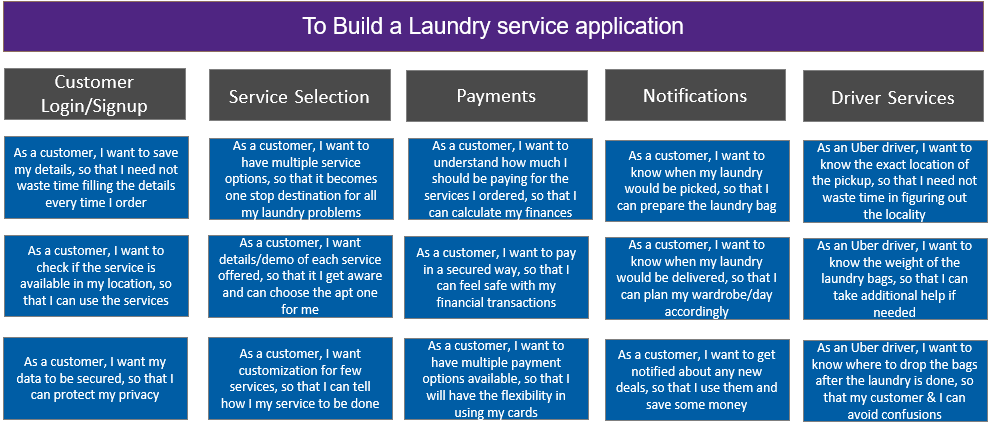 To Build a Laundry service application
Customer
Login/Signup
Service Selection
Payments
Notifications
Driver Services
As a customer, I want to save
my details, so that I need not
waste time filling the details
every time I order
As a customer, I want to
have multiple service
options, so that it becomes
one stop destination for all
my laundry problems
As a customer, I want to
understand how much I
should be paying for the
services I ordered, so that I
can calculate my finances
As a customer, I want to
know when my laundry
would be picked, so that I
can prepare the laundry bag
As an Uber driver, I want to
know the exact location of
the pickup, so that I need not
waste time in figuring out
the locality
As a customer, I want to
check if the service is
available in my location, so
that I can use the services
As a customer, I want
details/demo of each service
offered, so that it I get aware
and can choose the apt one
for me
As a customer, I want to pay
in a secured way, so that I
can feel safe with my
financial transactions
As a customer, I want to
know when my laundry
would be delivered, so that I
can plan my wardrobe/day
accordingly
As an Uber driver, I want to
know the weight of the
laundry bags, so that I can
take additional help if
needed
As a customer, I want my
data to be secured, so that I
can protect my privacy
As a customer, I want
customization for few
services, so that I can tell
how I my service to be done
As a customer, I want to
have multiple payment
options available, so that I
will have the flexibility in
using my cards
As a customer, I want to get
notified about any new
deals, so that I use them and
save some money
As an Uber driver, I want to
know where to drop the bags
after the laundry is done, so
that my customer & I can
avoid confusions